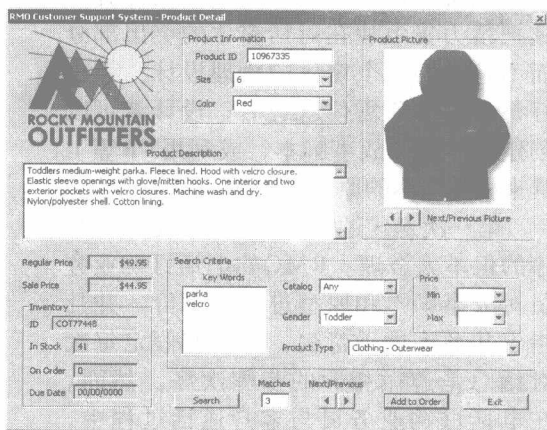 RMO Customer Support System - Product Detail
ROCKY MOUNTAIN
OUTFITTERS
Product Information
Product ID 10967335
Size 6
Color Red
Product Picture
Next/Previous Picture
Product Description
Toddlers medium-weight parka. Fleece lined. Hood with velcro closure.
Elastic sleeve openings with glove/mitten hooks. One interior and two
exterior pockets with velcro closures. Machine wash and dry.
Nylon/polyester shell. Cotton lining.
Regular Price $49.95
Sale Price $44.95
Inventory
ID COT77448
In Stock 41
On Order 0
Due Date 00/00/0000
Search Criteria
Key Words
parka
velcro
Catalog Any
Gender Toddler
Price
Min
Max
Product Type Clothing - Outerwear
Search
Matches
3
Next/Previous
Add to Order
Exit